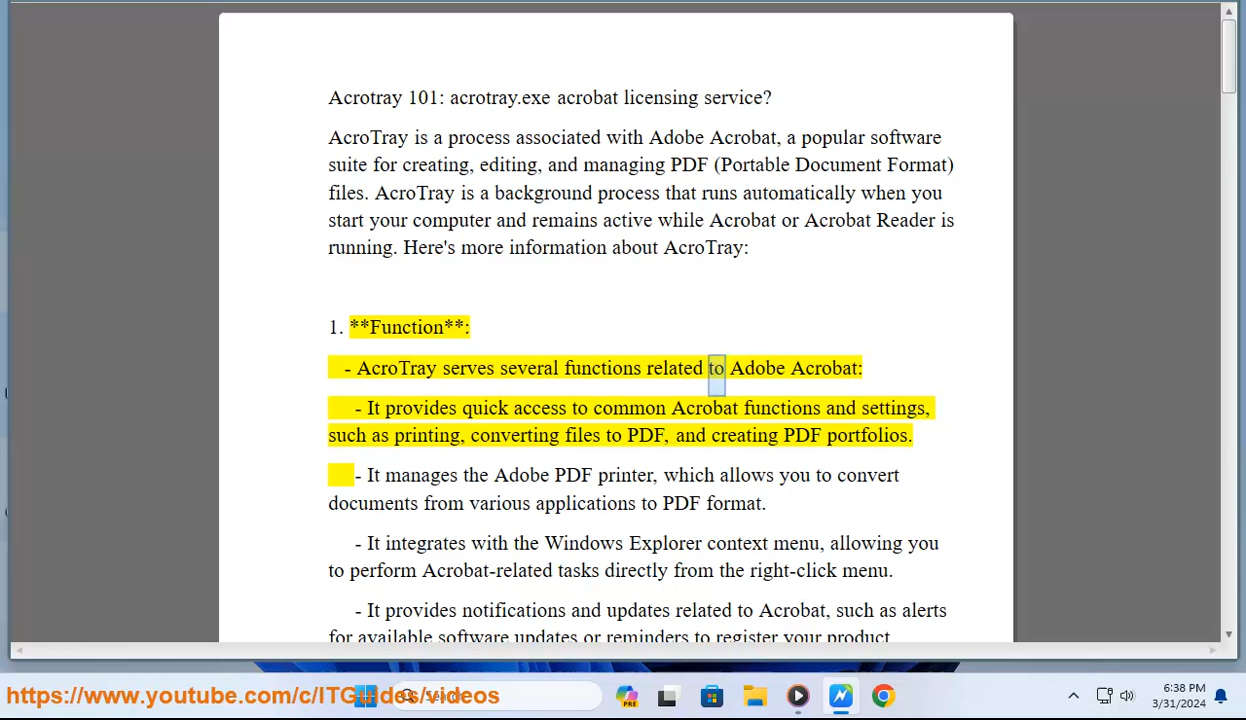 Acrotray 101: acrotray.exe acrobat licensing service?
AcroTray is a process associated with Adobe Acrobat, a popular software
suite for creating, editing, and managing PDF (Portable Document Format)
files. AcroTray is a background process that runs automatically when you
start your computer and remains active while Acrobat or Acrobat Reader is
running. Here's more information about AcroTray:
1. **Function**:
- AcroTray serves several functions related to Adobe Acrobat:
- It provides quick access to common Acrobat functions and settings,
such as printing, converting files to PDF, and creating PDF portfolios.
- It manages the Adobe PDF printer, which allows you to convert
documents from various applications to PDF format.
- It integrates with the Windows Explorer context menu, allowing you
to perform Acrobat-related tasks directly from the right-click menu.
- It provides notifications and updates related to Acrobat, such as alerts
for available software updates or reminders to register your product
https://www.youtube.com/c/ITGuides/videos
PRE
6:38 PM
3/31/2024